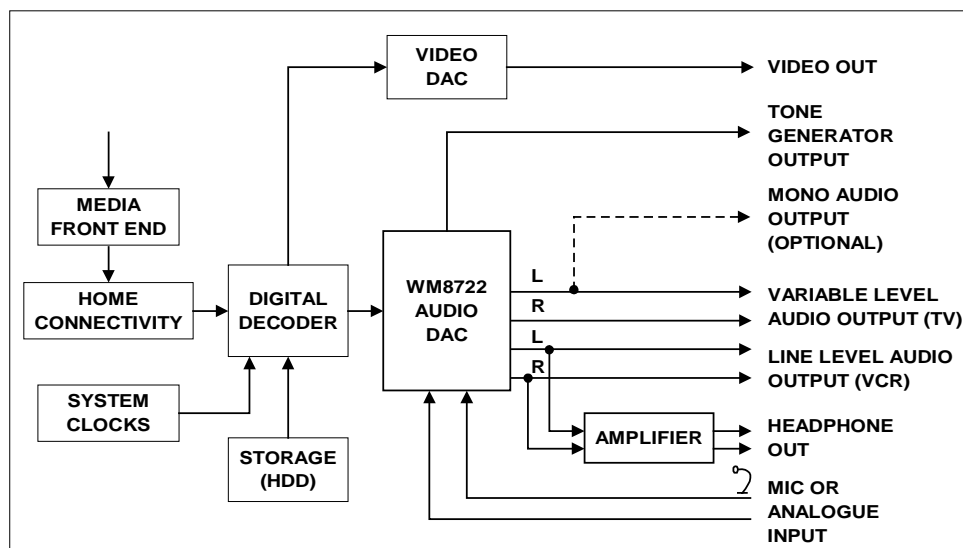 VIDEO
DAC
VIDEO OUT
TONE
GENERATOR
OUTPUT
MONO AUDIO
OUTPUT
(OPTIONAL)
MEDIA
FRONT END
HOME
CONNECTIVITY
DIGITAL
DECODER
WM8722
AUDIO
DAC
L
R
L
R
VARIABLE LEVEL
AUDIO OUTPUT (TV)
LINE LEVEL AUDIO
OUTPUT (VCR)
SYSTEM
CLOCKS
STORAGE
(HDD)
AMPLIFIER
HEADPHONE
OUT
MIC OR
ANALOGUE
INPUT